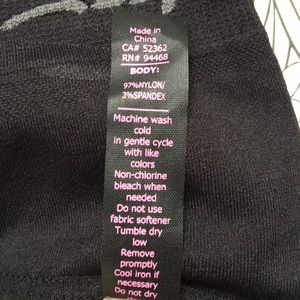 Made in
China
CA# 52362
RN# 94468
BODY:
97%NYLON/
3%SPANDEX
Machine wash
cold
in gentle cycle
with like
colors
Non-chlorine
bleach when
needed
Do not use
fabric softener
Tumble dry
low
Remove
promptly
Cool iron if
necessary
Do not dry